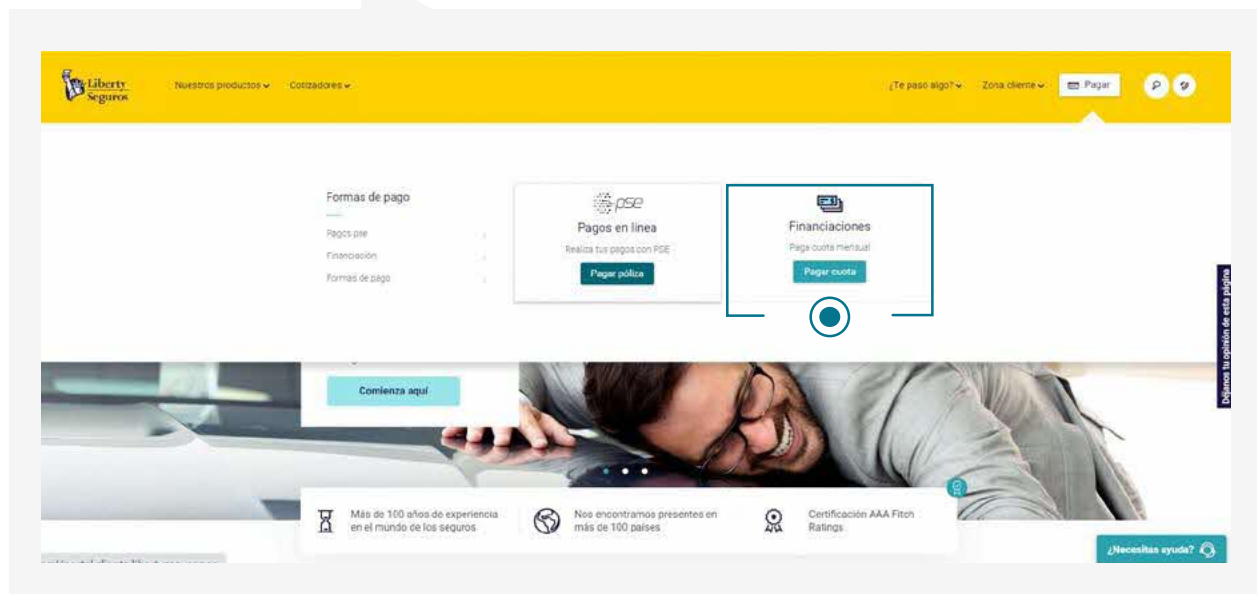 Liberty
Seguros
Nuestros productos
Cotizadores
¿Te paso algo?
Zona cliente
Pagar
Formas de pago
Pagos pse
Financiación
Formas de pago
pse
Pagos en línea
Realiza tus pagos con PSE
Pagar póliza
Financiaciones
Paga cuota mensual
Pagar cuota
Déjanos tu opinión de esta página
Comienza aquí
Más de 100 años de experiencia
en el mundo de los seguros
Nos encontramos presentes en
más de 100 países
Certificación AAA Fitch
Ratings
¿Necesitas ayuda?